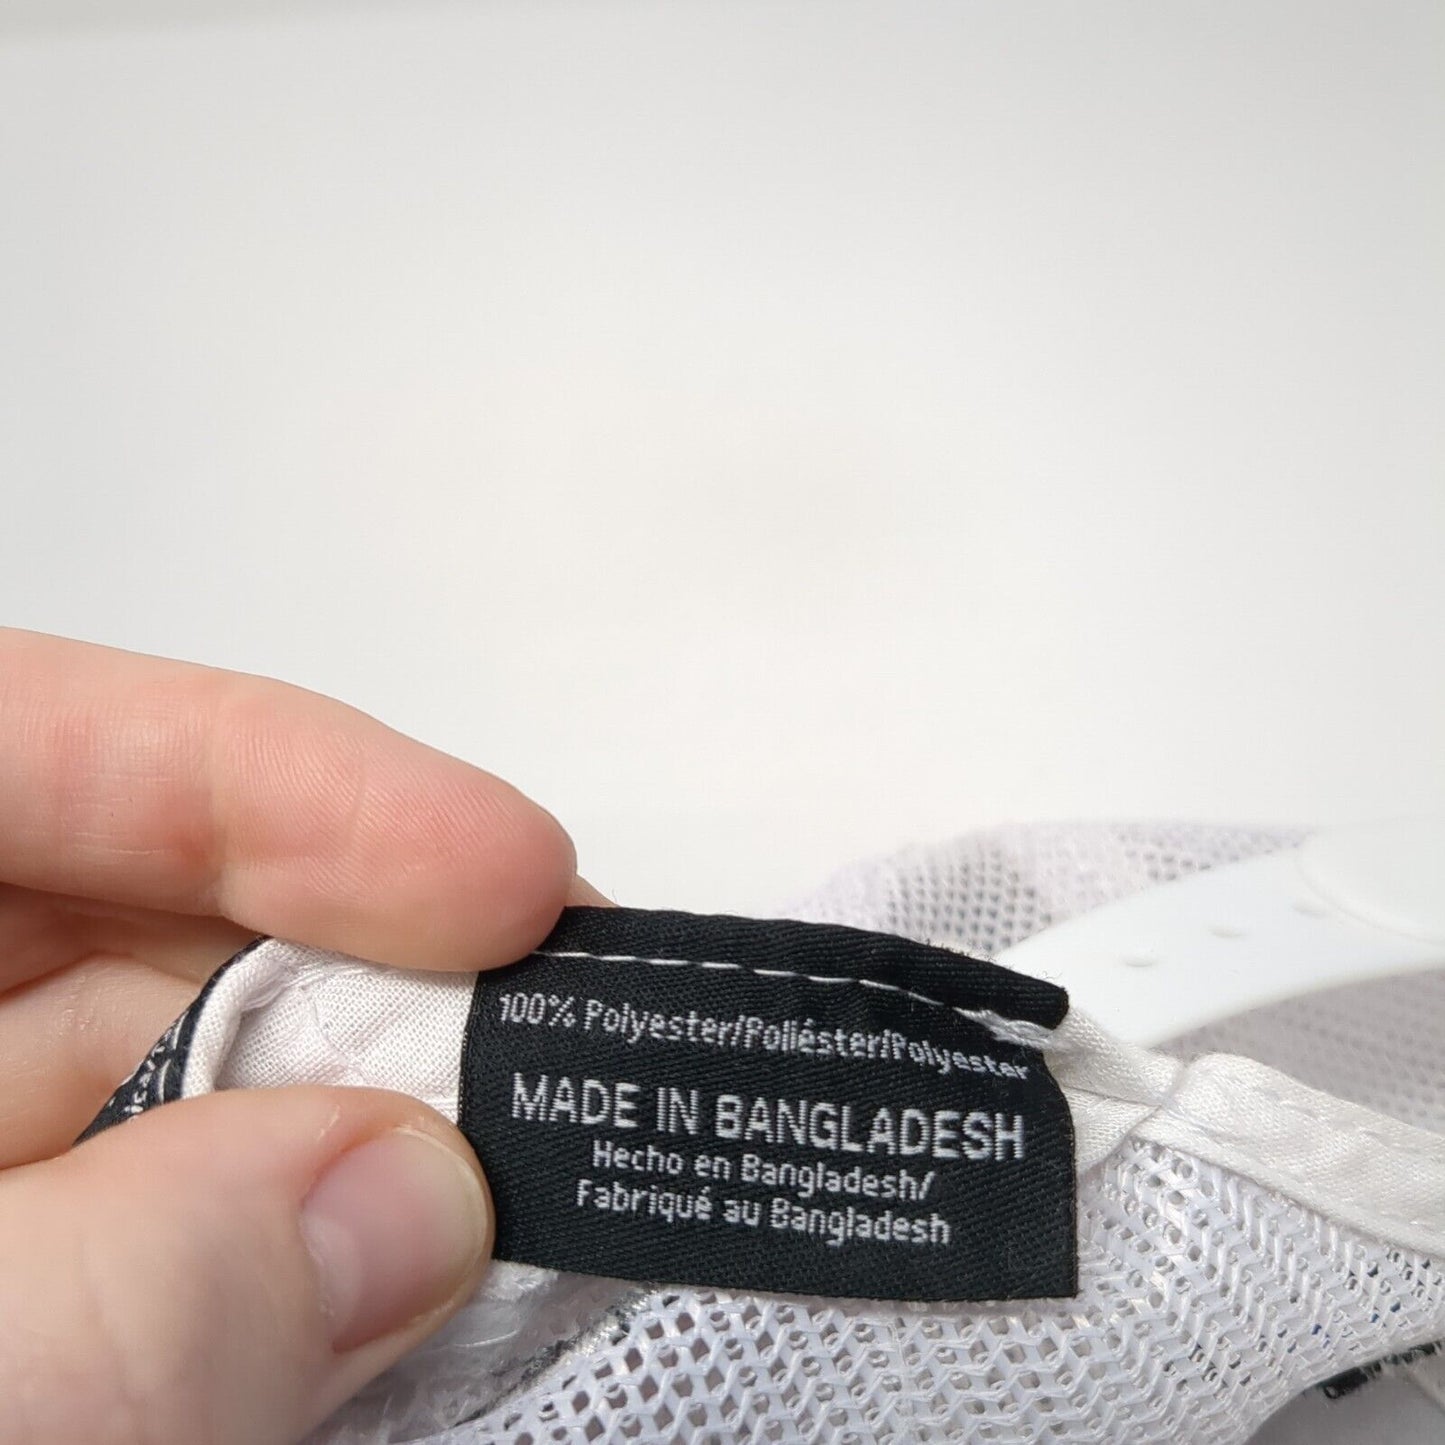 100% Polyester/Poliéster/Polyester
MADE IN BANGLADESH
Hecho en Bangladesh/
Fabriqué au Bangladesh